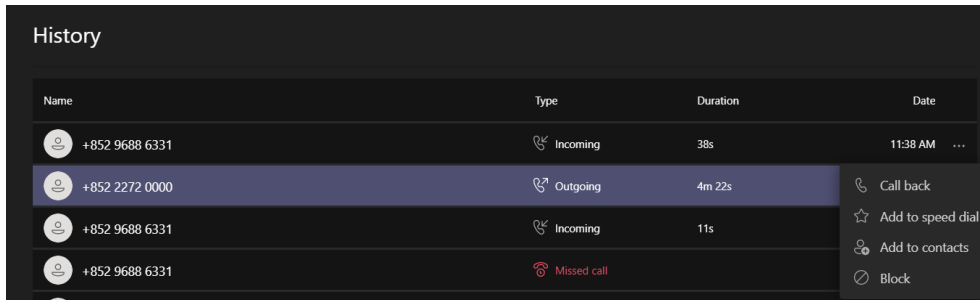 History
Name Type Duration Date
+852 9688 6331 Incoming 38s 11:38 AM ...
+852 2272 0000 Outgoing 4m 22s
Call back
Add to speed dial
+852 9688 6331 Incoming 11s
Add to contacts
+852 9688 6331 Missed call
Block